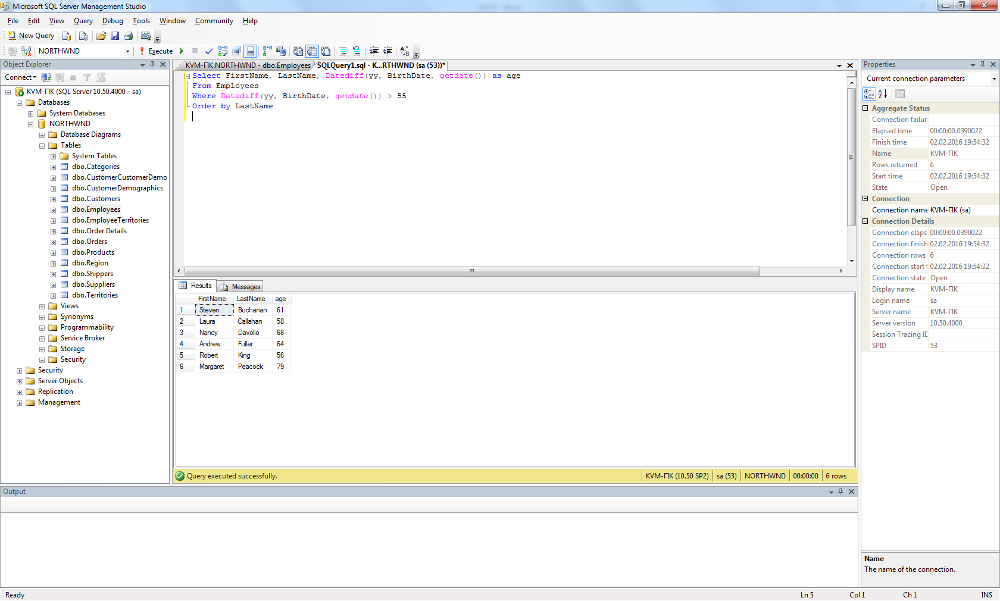 Microsoft SQL Server Management Studio
File Edit View Query Debug Tools Window Community Help
New Query
NORTHWND Execute
Object Explorer
Connect
KVM-ПК (SQL Server 10.50.4000 - sa)
Databases
System Databases
NORTHWND
Database Diagrams
Tables
System Tables
dbo.Categories
dbo.CustomerCustomerDemo
dbo.CustomerDemographics
dbo.Customers
dbo.Employees
dbo.EmployeeTerritories
dbo.Order Details
dbo.Orders
dbo.Products
dbo.Region
dbo.Shippers
dbo.Suppliers
dbo.Territories
Views
Synonyms
Programmability
Service Broker
Storage
Security
Security
Server Objects
Replication
Management
KVM-ПК.NORTHWND - dbo.Employees SQLQuery1.sql - K...RTHWND (sa (53))*
Select FirstName, LastName, Datediff(yy, BirthDate, getdate()) as age
From Employees
Where Datediff(yy, BirthDate, getdate()) > 55
Order by LastName
Results Messages
FirstName LastName age
1 Steven Buchanan 61
2 Laura Callahan 58
3 Nancy Davolio 68
4 Andrew Fuller 64
5 Robert King 56
6 Margaret Peacock 79
Query executed successfully. KVM-ПК (10.50 SP2) sa (53) NORTHWND 00:00:00 6 rows
Properties
Current connection parameters
Aggregate Status
Connection failur
Elapsed time 00:00:00.0390022
Finish time 02.02.2016 19:54:32
Name KVM-ПК
Rows returned 6
Start time 02.02.2016 19:54:32
State Open
Connection
Connection name KVM-ПК (sa)
Connection Details
Connection elaps 00:00:00.0390022
Connection finish 02.02.2016 19:54:32
Connection rows 6
Connection start t 02.02.2016 19:54:32
Connection state Open
Display name KVM-ПК
Login name sa
Server name KVM-ПК
Server version 10.50.4000
Session Tracing ID
SPID 53
Name
The name of the connection.
Output
Ready Ln 5 Col 1 Ch 1 INS